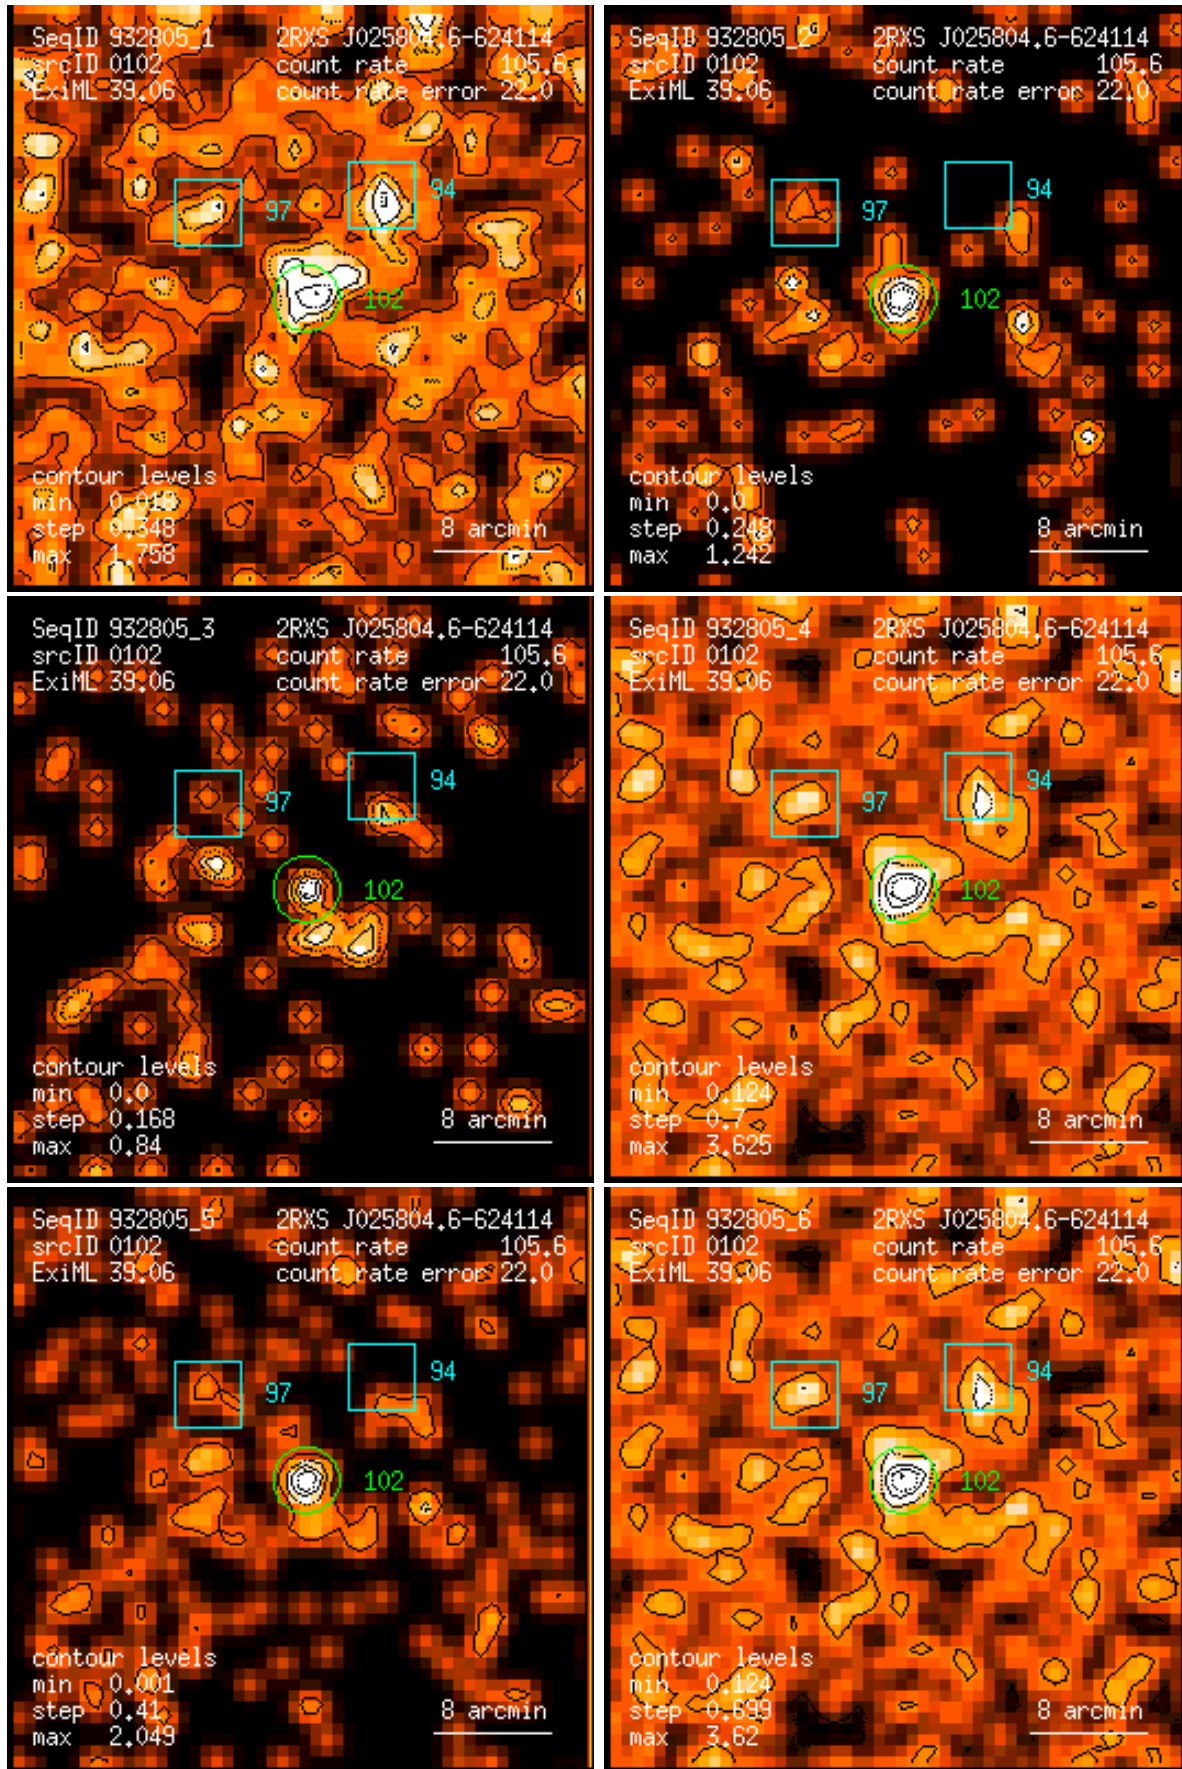 SeqID 932805_1 2RXS J025804.6-624114
srcID 0102 count rate 105.6
ExiML 39.06 count rate error 22.0
94
97
102
contour levels
min 0.018
step 0.348 8 arcmin
max 1.758
SeqID 932805_2 2RXS J025804.6-624114
srcID 0102 count rate 105.6
ExiML 39.06 count rate error 22.0
94
97
102
contour levels
min 0.0
step 0.248 8 arcmin
max 1.242
SeqID 932805_3 2RXS J025804.6-624114
srcID 0102 count rate 105.6
ExiML 39.06 count rate error 22.0
94
97
102
contour levels
min 0.0
step 0.168 8 arcmin
max 0.84
SeqID 932805_4 2RXS J025804.6-624114
srcID 0102 count rate 105.6
ExiML 39.06 count rate error 22.0
94
97
102
contour levels
min 0.124
step 0.7 8 arcmin
max 3.625
SeqID 932805_5 2RXS J025804.6-624114
srcID 0102 count rate 105.6
ExiML 39.06 count rate error 22.0
94
97
102
contour levels
min 0.001
step 0.41 8 arcmin
max 2.049
SeqID 932805_6 2RXS J025804.6-624114
srcID 0102 count rate 105.6
ExiML 39.06 count rate error 22.0
94
97
102
contour levels
min 0.124
step 0.699 8 arcmin
max 3.62